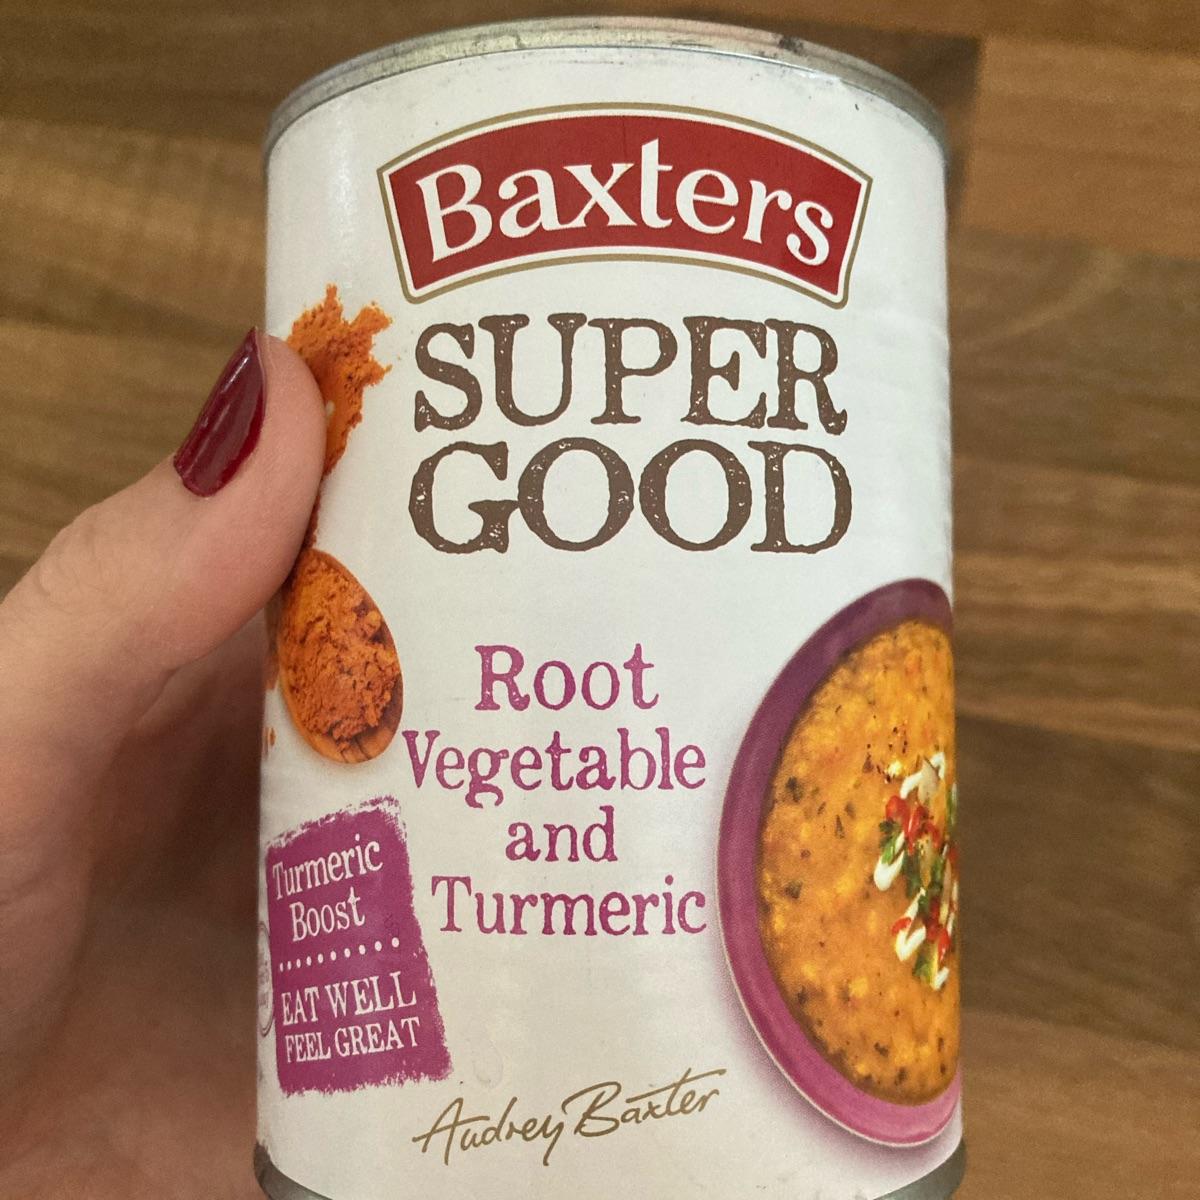 Baxters
SUPER
GOOD
Root
Vegetable
and
Turmeric
Turmeric
Boost
EAT WELL
FEEL GREAT
Audrey Baxter